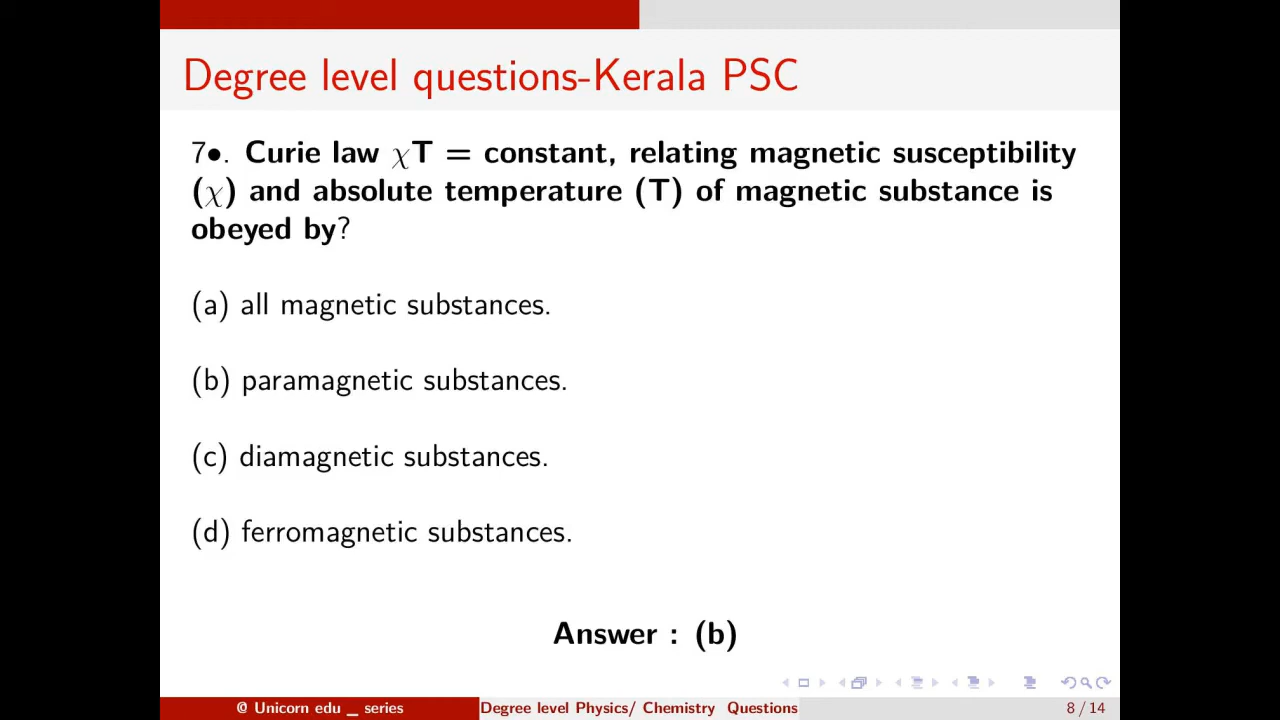 Degree level questions-Kerala PSC
7•. Curie law χT = constant, relating magnetic susceptibility
(χ) and absolute temperature (T) of magnetic substance is
obeyed by?
(a) all magnetic substances.
(b) paramagnetic substances.
(c) diamagnetic substances.
(d) ferromagnetic substances.
Answer : (b)
@ Unicorn edu _ series Degree level Physics/ Chemistry Questions 8 / 14